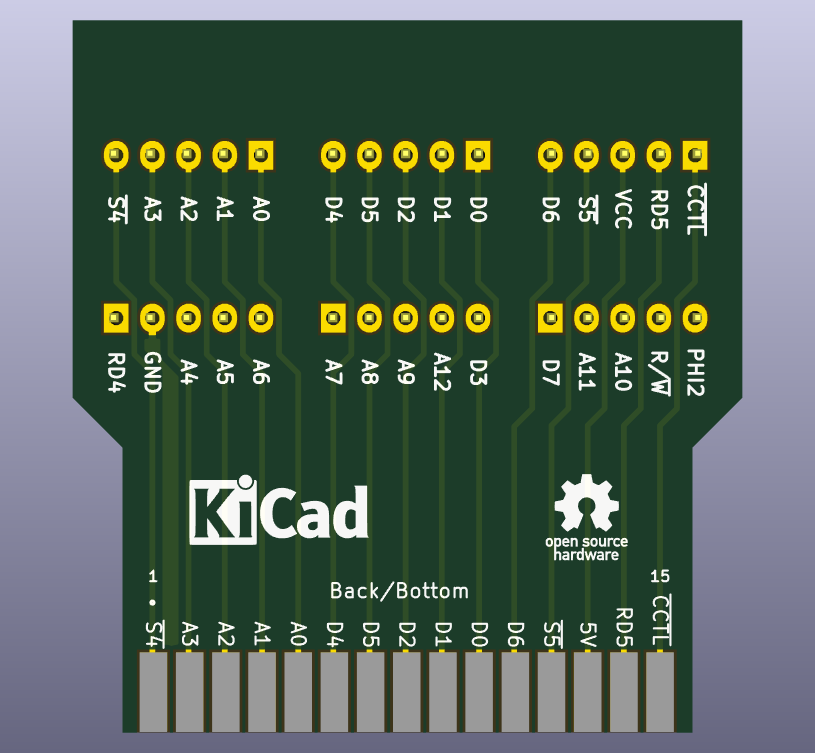 S4 A3 A2 A1 A0 D4 D5 D2 D1 D0 D6 S5 VCC RD5 CCTL
RD4 GND A4 A5 A6 A7 A8 A9 A12 D3 D7 A11 A10 R/W PHI2
KiCad
open source
hardware
1 15
Back/Bottom
S4 A3 A2 A1 A0 D4 D5 D2 D1 D0 D6 S5 5V RD5 CCTL